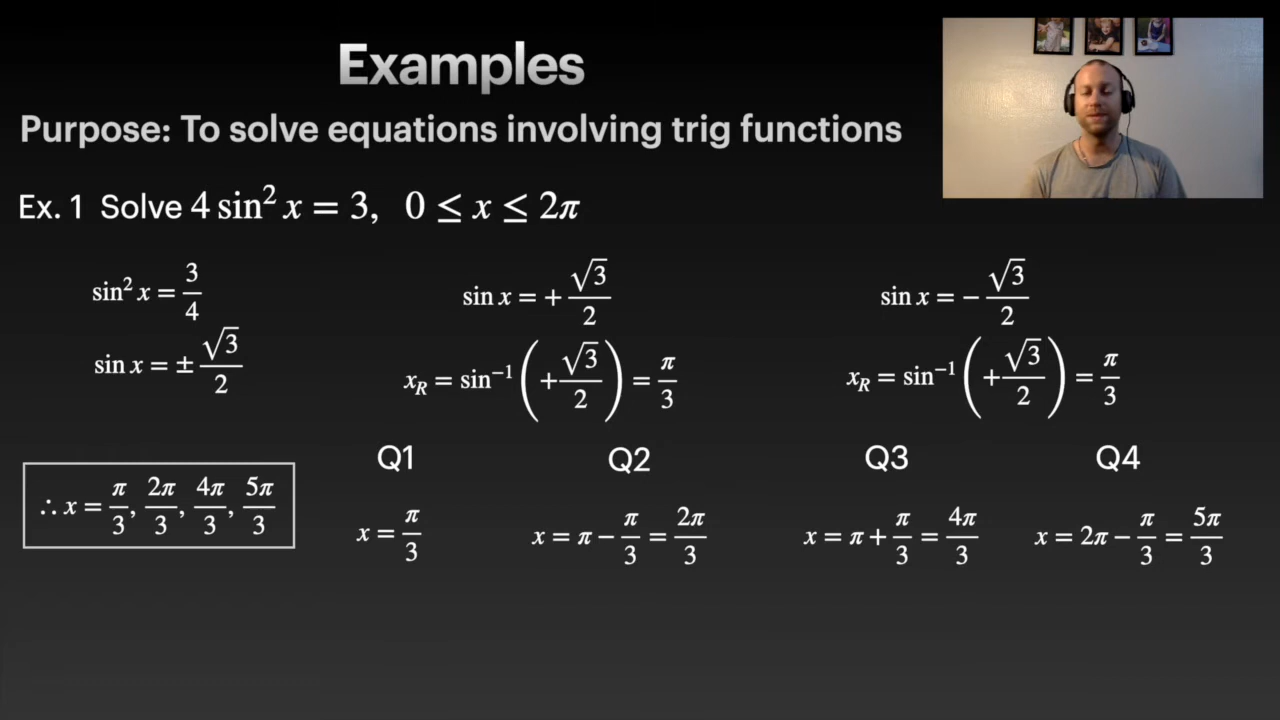 Examples
Purpose: To solve equations involving trig functions
Ex. 1 Solve 4 sin² x = 3, 0 ≤ x ≤ 2π
sin² x = 3/4
sin x = ± √3/2
sin x = + √3/2
x_R = sin⁻¹ (+ √3/2) = π/3
sin x = − √3/2
x_R = sin⁻¹ (+ √3/2) = π/3
Q1
x = π/3
Q2
x = π − π/3 = 2π/3
Q3
x = π + π/3 = 4π/3
Q4
x = 2π − π/3 = 5π/3
∴ x = π/3, 2π/3, 4π/3, 5π/3